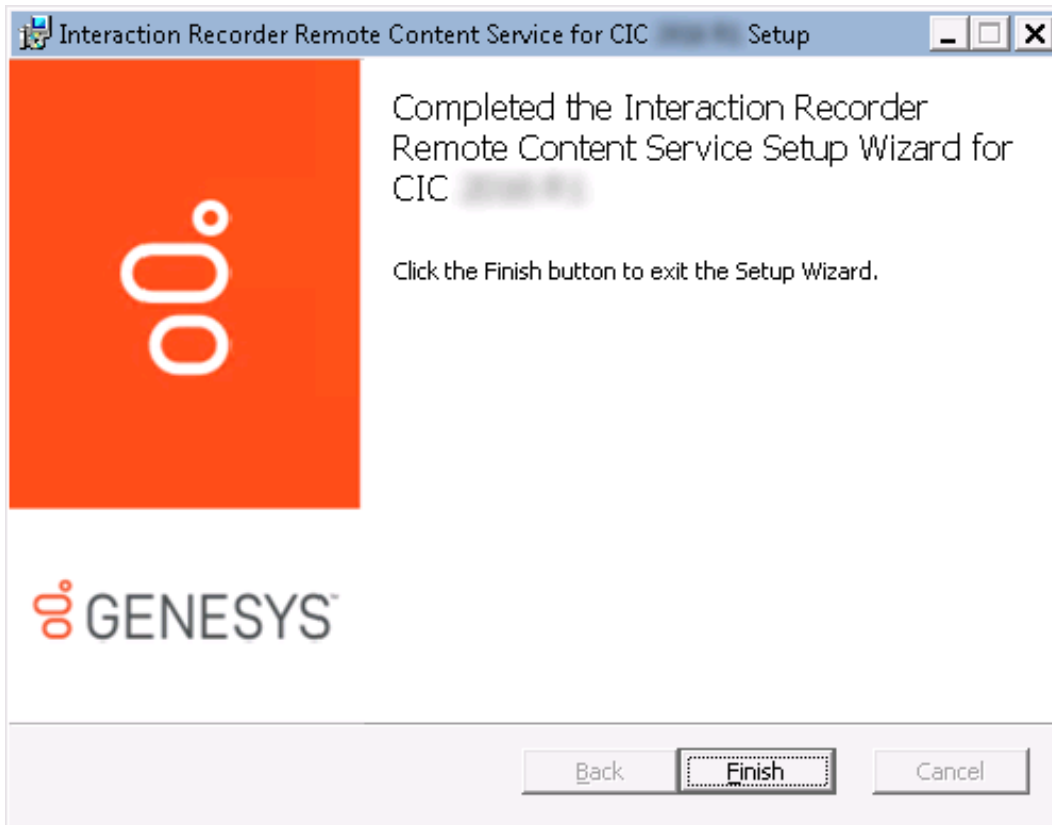 Interaction Recorder Remote Content Service for CIC Setup
Completed the Interaction Recorder
Remote Content Service Setup Wizard for
CIC
Click the Finish button to exit the Setup Wizard.
GENESYS™
Back
Finish
Cancel